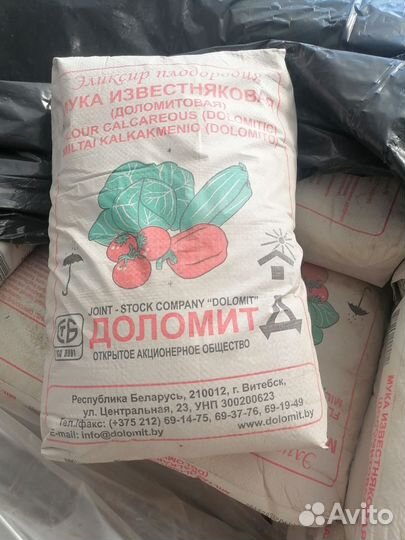 Эликсир плодородия
МУКА ИЗВЕСТНЯКОВАЯ
(ДОЛОМИТОВАЯ)
FLOUR CALCAREOUS (DOLOMITIC)
MILTAI KALKAKMENIO (DOLOMITO)
JOINT - STOCK COMPANY "DOLOMIT"
ДОЛОМИТ
ОТКРЫТОЕ АКЦИОНЕРНОЕ ОБЩЕСТВО
Республика Беларусь, 210012, г. Витебск,
ул. Центральная, 23, УНП 300200623
Тел./факс: (+375 212) 69-14-75, 69-37-76, 69-19-49
E-mail: info@dolomit.by
www.dolomit.by
МУКА ИЗВЕСТНЯКОВ
Avito